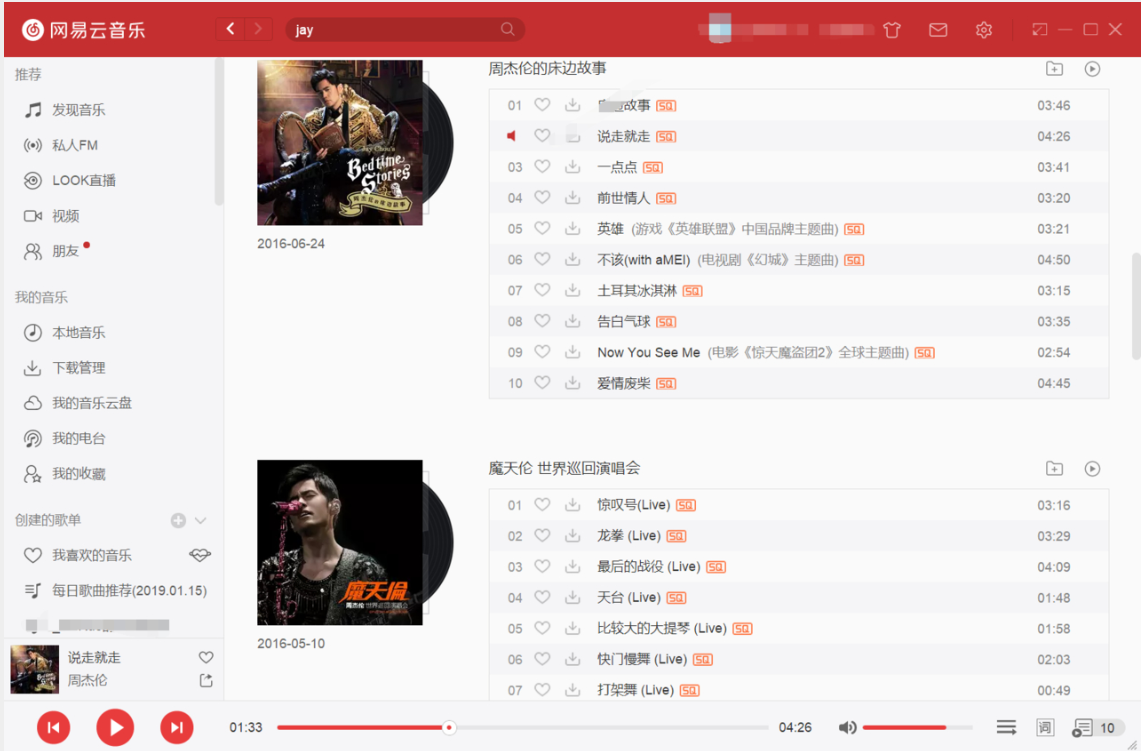 网易云音乐
jay
推荐
发现音乐
私人FM
LOOK直播
视频
朋友
我的音乐
本地音乐
下载管理
我的音乐云盘
我的电台
我的收藏
创建的歌单
我喜欢的音乐
每日歌曲推荐(2019.01.15)
说走就走
周杰伦
Jay Chou's
Bedtime
Stories
周杰伦的床边故事
2016-06-24
周杰伦的床边故事
01 故事 SQ 03:46
说走就走 SQ 04:26
03 一点点 SQ 03:41
04 前世情人 SQ 03:20
05 英雄 (游戏《英雄联盟》中国品牌主题曲) SQ 03:21
06 不该(with aMEI) (电视剧《幻城》主题曲) SQ 04:50
07 土耳其冰淇淋 SQ 03:15
08 告白气球 SQ 03:35
09 Now You See Me (电影《惊天魔盗团2》全球主题曲) SQ 02:54
10 爱情废柴 SQ 04:45
魔天倫
周杰伦 世界巡回演唱会
2016-05-10
魔天伦 世界巡回演唱会
01 惊叹号(Live) SQ 03:16
02 龙拳 (Live) SQ 03:29
03 最后的战役 (Live) SQ 04:09
04 天台 (Live) SQ 01:48
05 比较大的大提琴 (Live) SQ 01:58
06 快门慢舞 (Live) SQ 02:03
07 打架舞 (Live) SQ 00:49
01:33 04:26 词 10